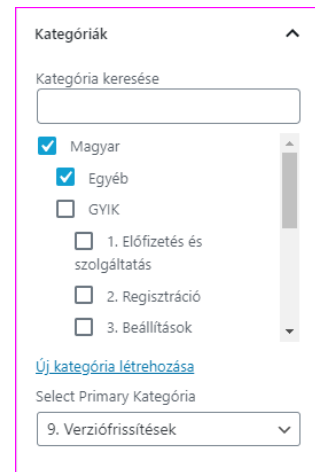 Kategóriák
Kategória keresése
Magyar
Egyéb
GYIK
1. Előfizetés és
szolgáltatás
2. Regisztráció
3. Beállítások
Új kategória létrehozása
Select Primary Kategória
9. Verziófrissítések